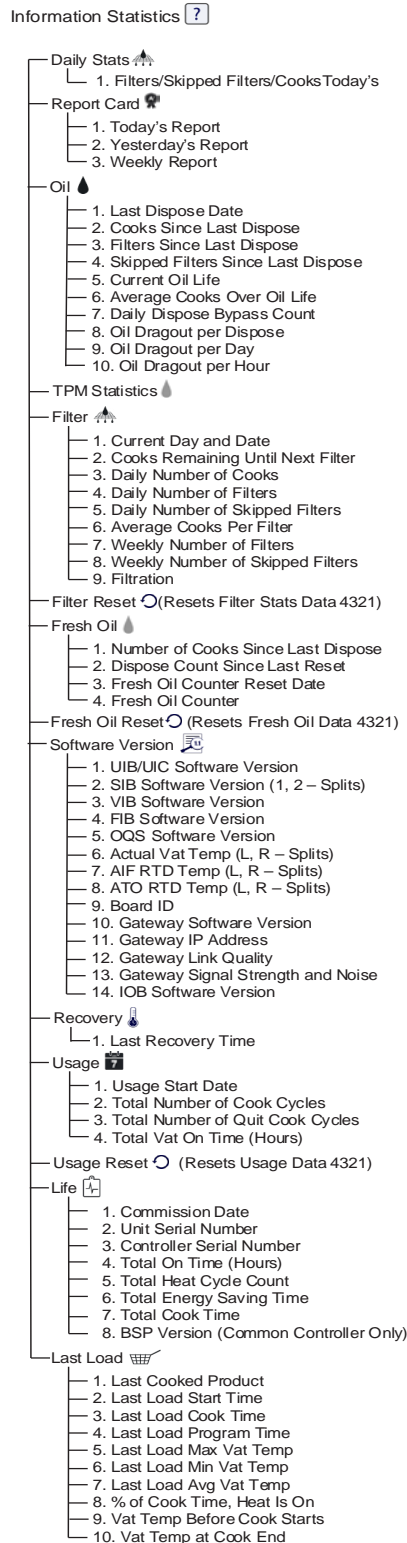 Information Statistics ?
Daily Stats
1. Filters/Skipped Filters/CooksToday's
Report Card
1. Today's Report
2. Yesterday's Report
3. Weekly Report
Oil
1. Last Dispose Date
2. Cooks Since Last Dispose
3. Filters Since Last Dispose
4. Skipped Filters Since Last Dispose
5. Current Oil Life
6. Average Cooks Over Oil Life
7. Daily Dispose Bypass Count
8. Oil Dragout per Dispose
9. Oil Dragout per Day
10. Oil Dragout per Hour
TPM Statistics
Filter
1. Current Day and Date
2. Cooks Remaining Until Next Filter
3. Daily Number of Cooks
4. Daily Number of Filters
5. Daily Number of Skipped Filters
6. Average Cooks Per Filter
7. Weekly Number of Filters
8. Weekly Number of Skipped Filters
9. Filtration
Filter Reset (Resets Filter Stats Data 4321)
Fresh Oil
1. Number of Cooks Since Last Dispose
2. Dispose Count Since Last Reset
3. Fresh Oil Counter Reset Date
4. Fresh Oil Counter
Fresh Oil Reset (Resets Fresh Oil Data 4321)
Software Version
1. UIB/UIC Software Version
2. SIB Software Version (1, 2 – Splits)
3. VIB Software Version
4. FIB Software Version
5. OQS Software Version
6. Actual Vat Temp (L, R – Splits)
7. AIF RTD Temp (L, R – Splits)
8. ATO RTD Temp (L, R – Splits)
9. Board ID
10. Gateway Software Version
11. Gateway IP Address
12. Gateway Link Quality
13. Gateway Signal Strength and Noise
14. IOB Software Version
Recovery
1. Last Recovery Time
Usage 7
1. Usage Start Date
2. Total Number of Cook Cycles
3. Total Number of Quit Cook Cycles
4. Total Vat On Time (Hours)
Usage Reset (Resets Usage Data 4321)
Life
1. Commission Date
2. Unit Serial Number
3. Controller Serial Number
4. Total On Time (Hours)
5. Total Heat Cycle Count
6. Total Energy Saving Time
7. Total Cook Time
8. BSP Version (Common Controller Only)
Last Load
1. Last Cooked Product
2. Last Load Start Time
3. Last Load Cook Time
4. Last Load Program Time
5. Last Load Max Vat Temp
6. Last Load Min Vat Temp
7. Last Load Avg Vat Temp
8. % of Cook Time, Heat Is On
9. Vat Temp Before Cook Starts
10. Vat Temp at Cook End